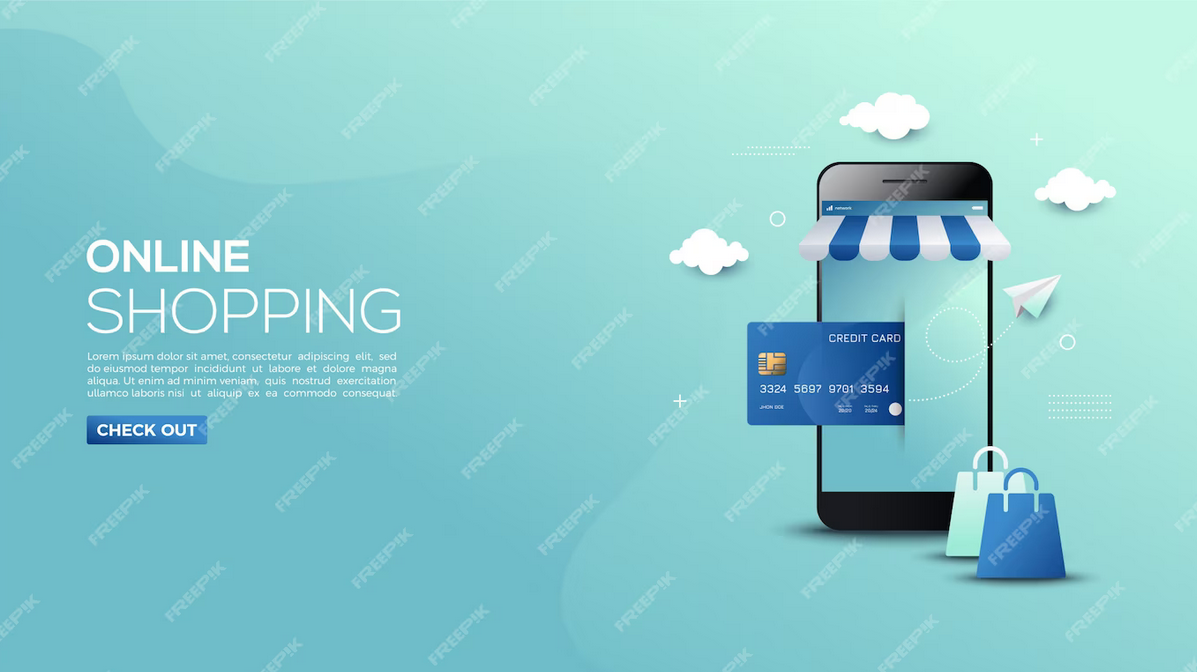 ONLINE
SHOPPING
Lorem ipsum dolor sit amet, consectetur adipiscing elit, sed
do eiusmod tempor incididunt ut labore et dolore magna
aliqua. Ut enim ad minim veniam, quis nostrud exercitation
ullamco laboris nisi ut aliquip ex ea commodo consequat
CHECK OUT
network
CREDIT CARD
3324 5697 9701 3594
JHON DOE
FREEPIK